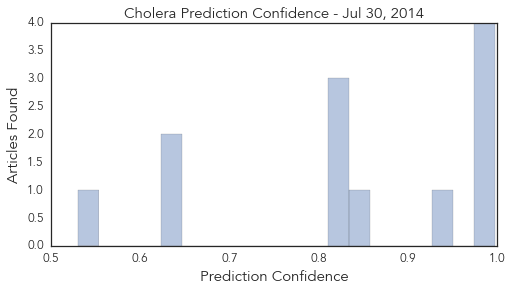 Cholera Prediction Confidence - Jul 30, 2014
4.0
3.5
3.0
2.5
2.0
1.5
1.0
0.5
0.0
Articles Found
0.5 0.6 0.7 0.8 0.9 1.0
Prediction Confidence